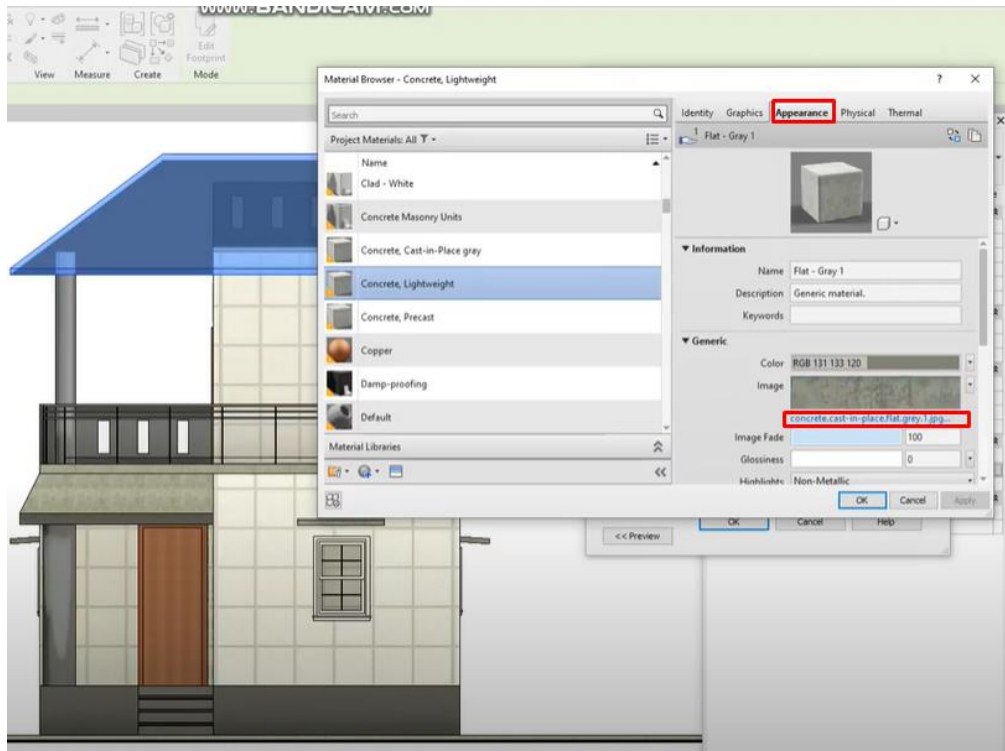 WWW.BANDICAM.COM
Edit
Footprint
View Measure Create Mode
Material Browser - Concrete, Lightweight
? ×
Search
Project Materials: All
Name
Clad - White
Concrete Masonry Units
Concrete, Cast-in-Place gray
Concrete, Lightweight
Concrete, Precast
Copper
Damp-proofing
Default
Material Libraries
Identity Graphics Appearance Physical Thermal
1 Flat - Gray 1
▼ Information
Name Flat - Gray 1
Description Generic material.
Keywords
▼ Generic
Color RGB 131 133 120
Image
concrete.cast-in-place.flat.grey.1.jpg...
Image Fade 100
Glossiness 0
Highlights Non-Metallic
OK Cancel Apply
OK Cancel Help
<< Preview